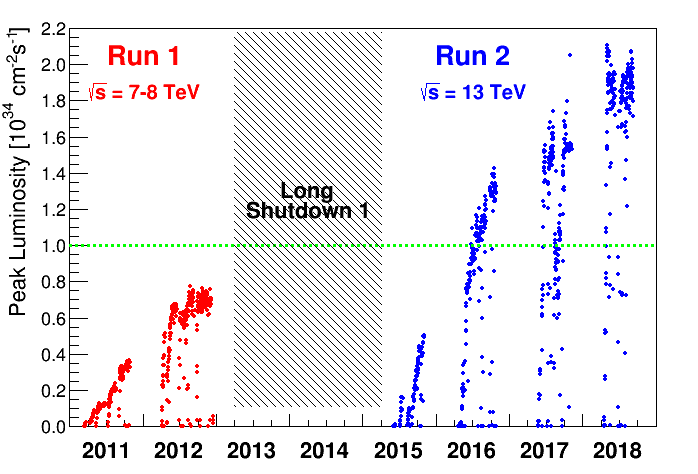 Peak Luminosity [10³⁴ cm⁻²s⁻¹]
2.2
2.0
1.8
1.6
1.4
1.2
1.0
0.8
0.6
0.4
0.2
0.0
Run 1
√s = 7-8 TeV
Long
Shutdown 1
Run 2
√s = 13 TeV
2011 2012 2013 2014 2015 2016 2017 2018